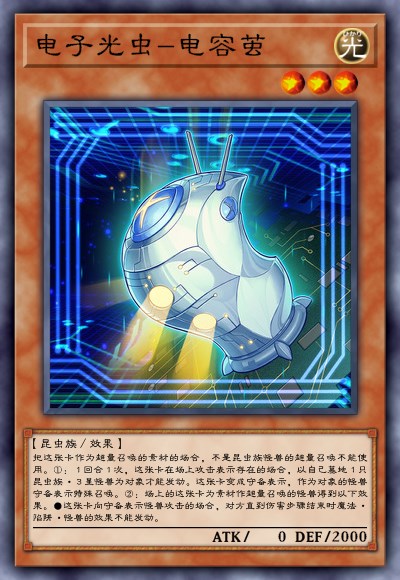 电子光虫-电容萤
ひかり
光
【昆虫族/效果】
把这张卡作为超量召唤的素材的场合，不是昆虫族怪兽的超量召唤不能使
用。①：1回合1次，这张卡在场上攻击表示存在的场合，以自己墓地1只
昆虫族·3星怪兽为对象才能发动。这张卡变成守备表示，作为对象的怪兽
守备表示特殊召唤。②：场上的这张卡为素材作超量召唤的怪兽得到以下效
果。●这张卡向守备表示怪兽攻击的场合，对方直到伤害步骤结束时魔法·
陷阱·怪兽的效果不能发动。
ATK/ 0 DEF/2000